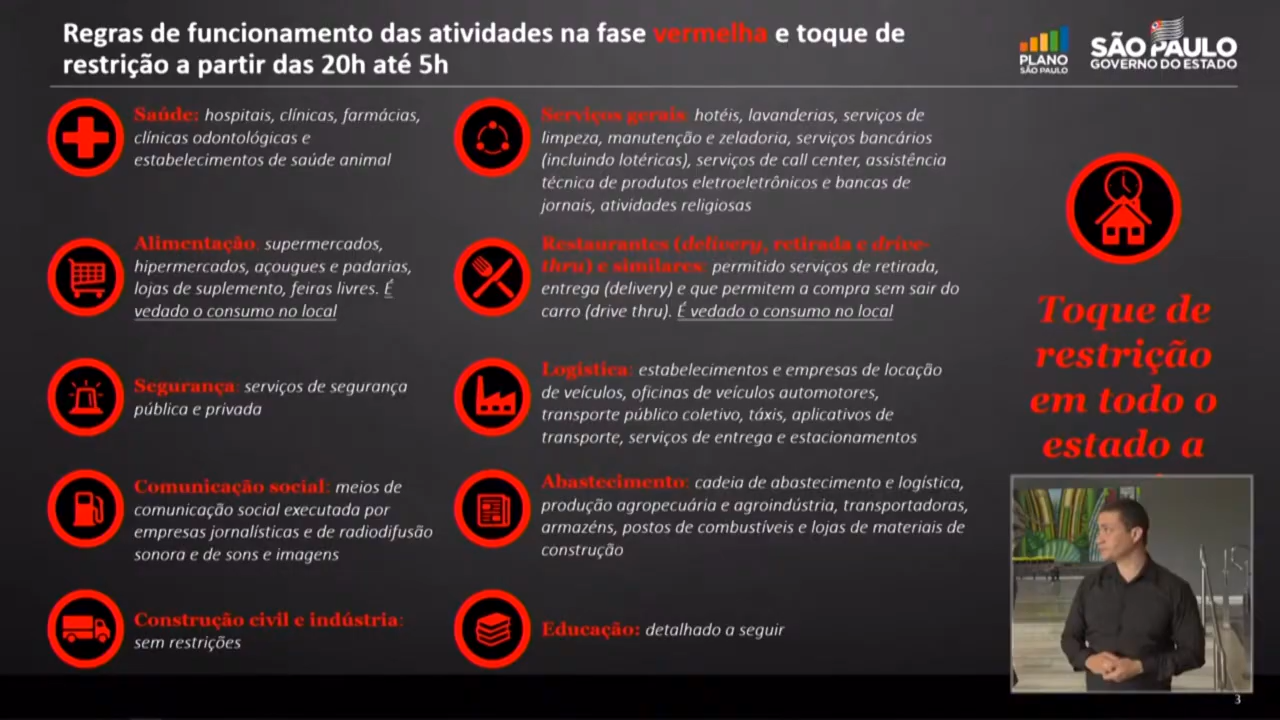 Regras de funcionamento das atividades na fase vermelha e toque de
restrição a partir das 20h até 5h
PLANO
SÃO PAULO
SÃO PAULO
GOVERNO DO ESTADO
Saúde: hospitais, clínicas, farmácias,
clínicas odontológicas e
estabelecimentos de saúde animal
Alimentação: supermercados,
hipermercados, açougues e padarias,
lojas de suplemento, feiras livres. É
vedado o consumo no local
Segurança: serviços de segurança
pública e privada
Comunicação social: meios de
comunicação social executada por
empresas jornalísticas e de radiodifusão
sonora e de sons e imagens
Construção civil e indústria:
sem restrições
Serviços gerais: hotéis, lavanderias, serviços de
limpeza, manutenção e zeladoria, serviços bancários
(incluindo lotéricas), serviços de call center, assistência
técnica de produtos eletroeletrônicos e bancas de
jornais, atividades religiosas
Restaurantes (delivery, retirada e drive-
thru) e similares: permitido serviços de retirada,
entrega (delivery) e que permitem a compra sem sair do
carro (drive thru). É vedado o consumo no local
Logística: estabelecimentos e empresas de locação
de veículos, oficinas de veículos automotores,
transporte público coletivo, táxis, aplicativos de
transporte, serviços de entrega e estacionamentos
Abastecimento: cadeia de abastecimento e logística,
produção agropecuária e agroindústria, transportadoras,
armazéns, postos de combustíveis e lojas de materiais de
construção
Educação: detalhado a seguir
Toque de
restrição
em todo o
estado a
3